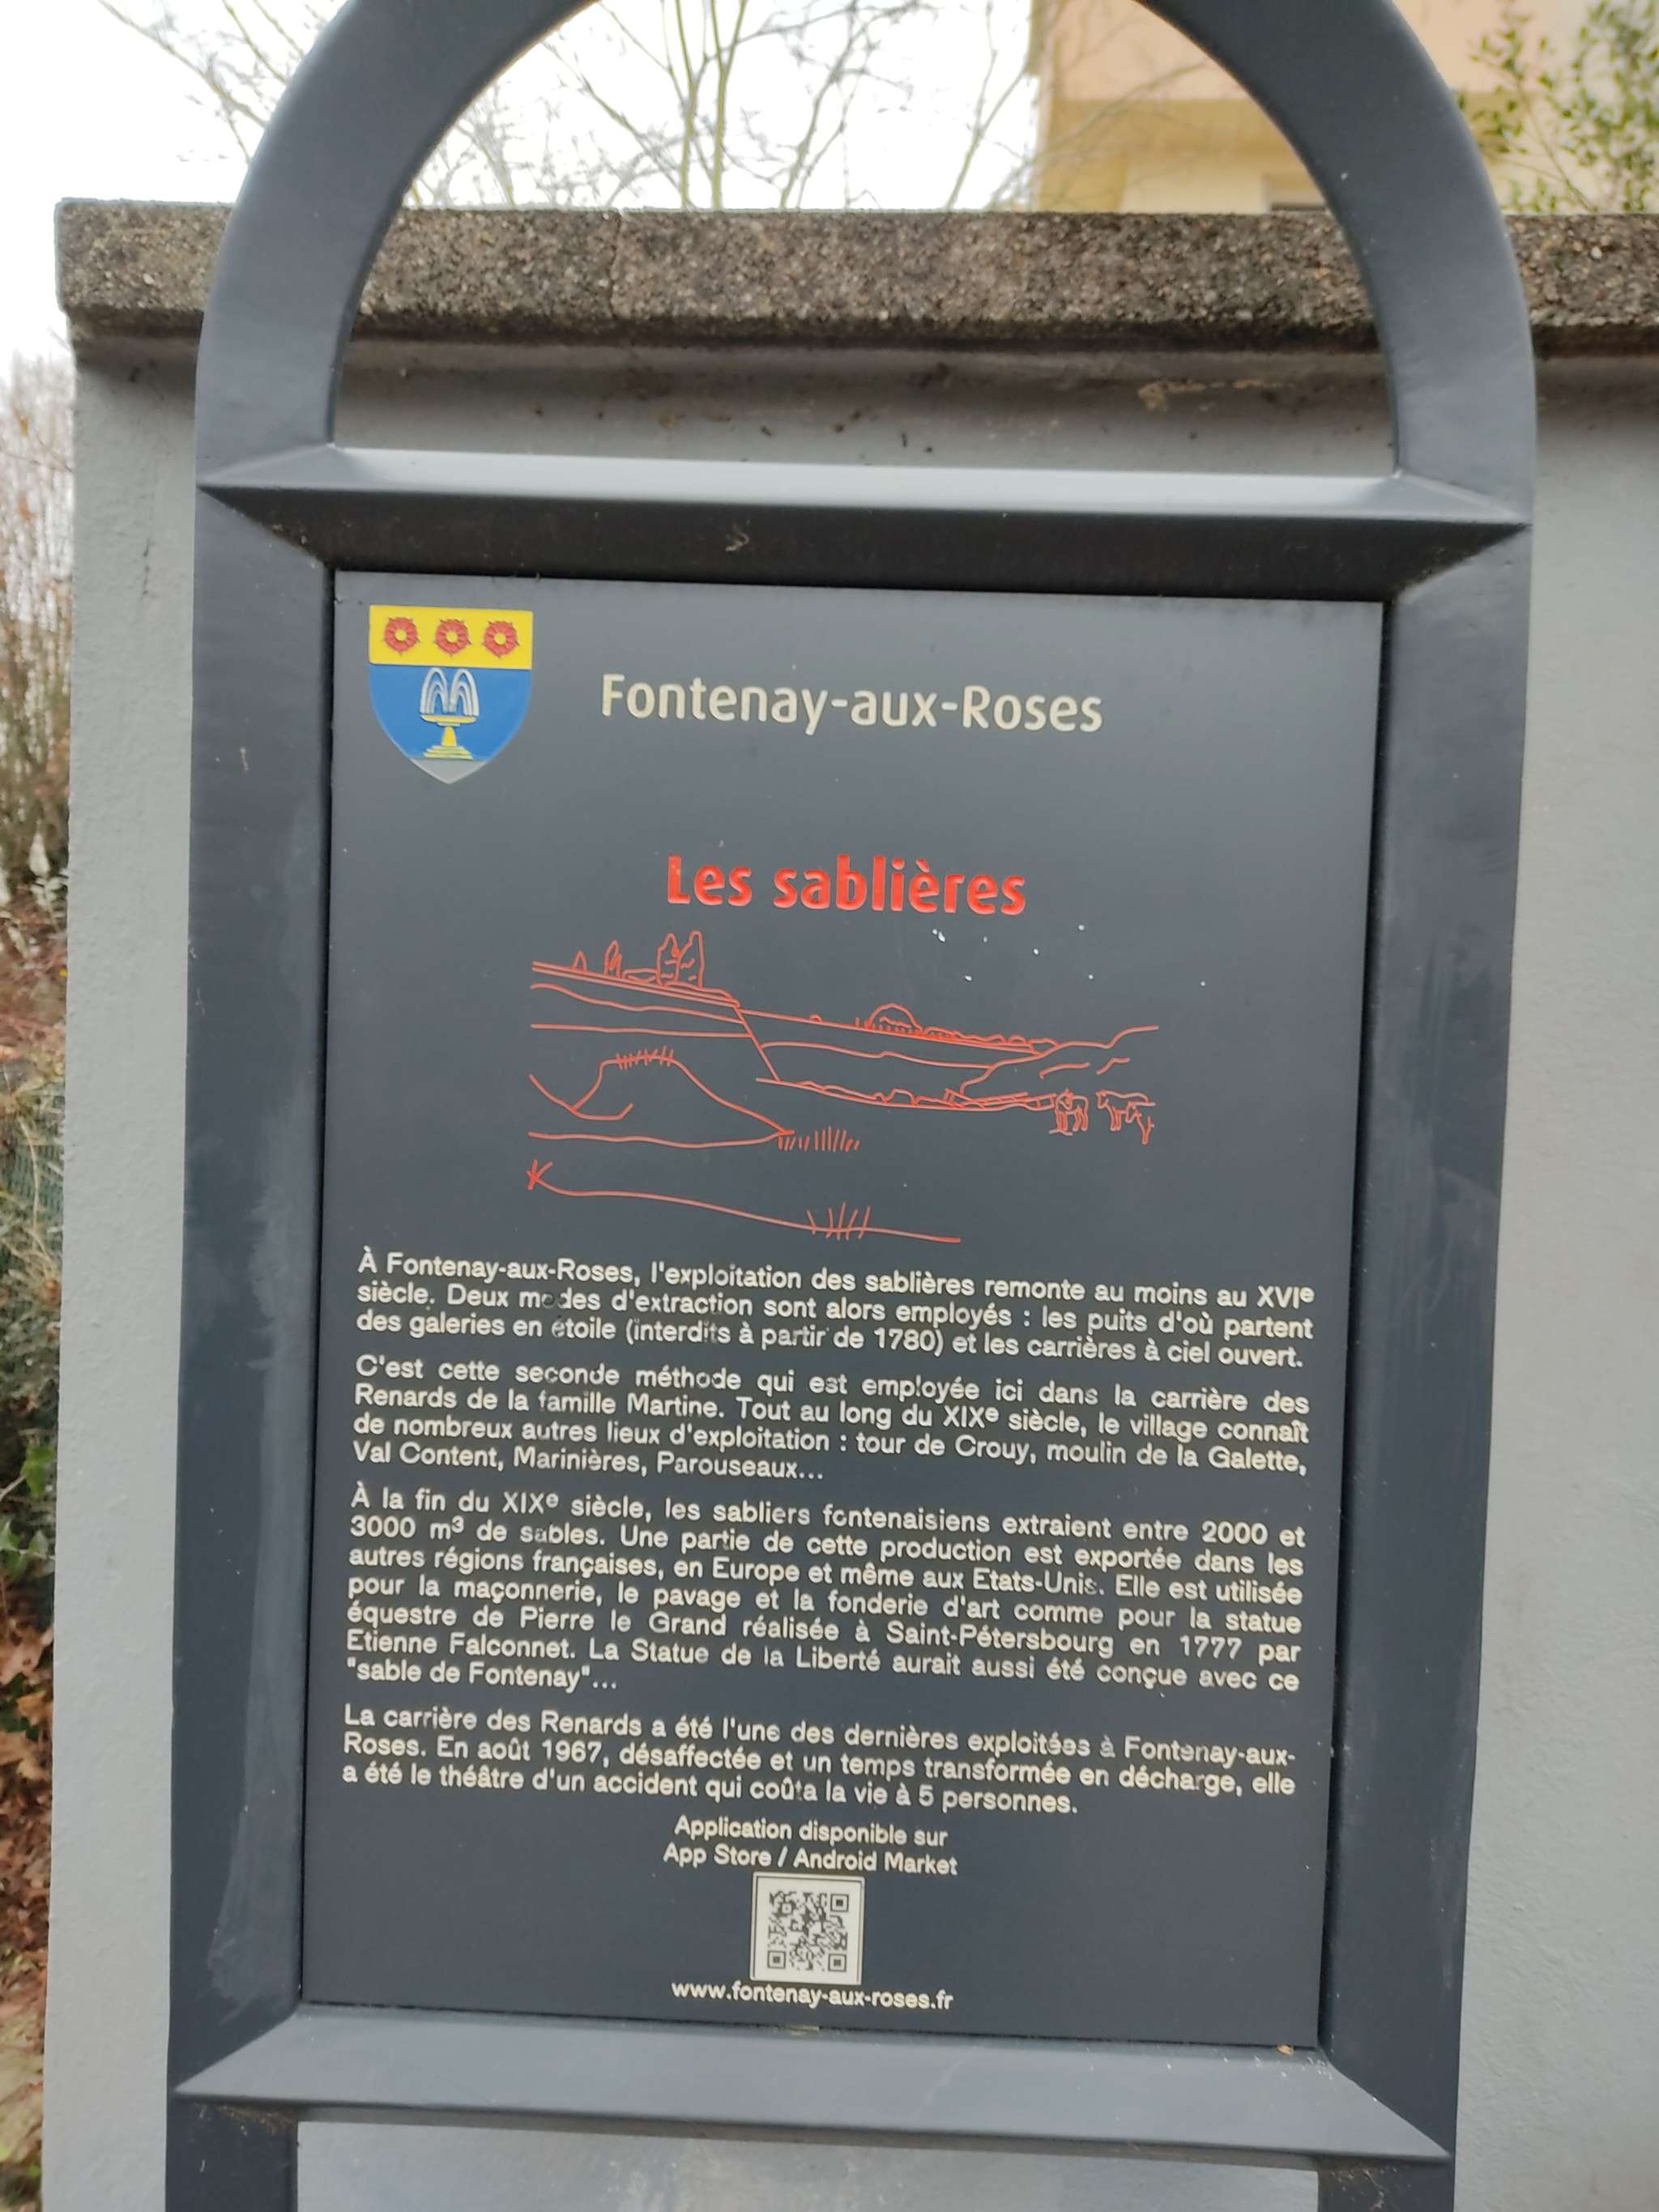 Fontenay-aux-Roses
Les sablières
À Fontenay-aux-Roses, l'exploitation des sablières remonte au moins au XVIe
siècle. Deux modes d'extraction sont alors employés : les puits d'où partent
des galeries en étoile (interdits à partir de 1780) et les carrières à ciel ouvert.
C'est cette seconde méthode qui est employée ici dans la carrière des
Renards de la famille Martine. Tout au long du XIXe siècle, le village connaît
de nombreux autres lieux d'exploitation : tour de Crouy, moulin de la Galette,
Val Content, Marinières, Parouseaux...
À la fin du XIXe siècle, les sabliers fontenaisiens extraient entre 2000 et
3000 m³ de sables. Une partie de cette production est exportée dans les
autres régions françaises, en Europe et même aux Etats-Unis. Elle est utilisée
pour la maçonnerie, le pavage et la fonderie d'art comme pour la statue
équestre de Pierre le Grand réalisée à Saint-Pétersbourg en 1777 par
Etienne Falconnet. La Statue de la Liberté aurait aussi été conçue avec ce
"sable de Fontenay"...
La carrière des Renards a été l'une des dernières exploitées à Fontenay-aux-
Roses. En août 1967, désaffectée et un temps transformée en décharge, elle
a été le théâtre d'un accident qui coûta la vie à 5 personnes.
Application disponible sur
App Store / Android Market
www.fontenay-aux-roses.fr